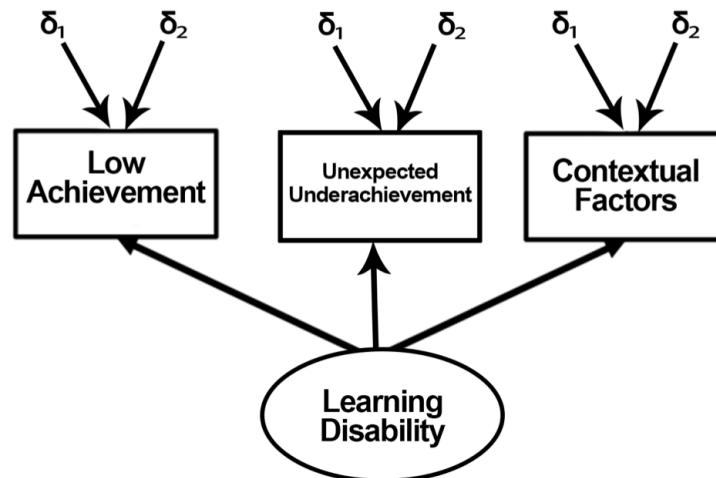 δ₁ δ₂ δ₁ δ₂ δ₁ δ₂
Low
Achievement
Unexpected
Underachievement
Contextual
Factors
Learning
Disability